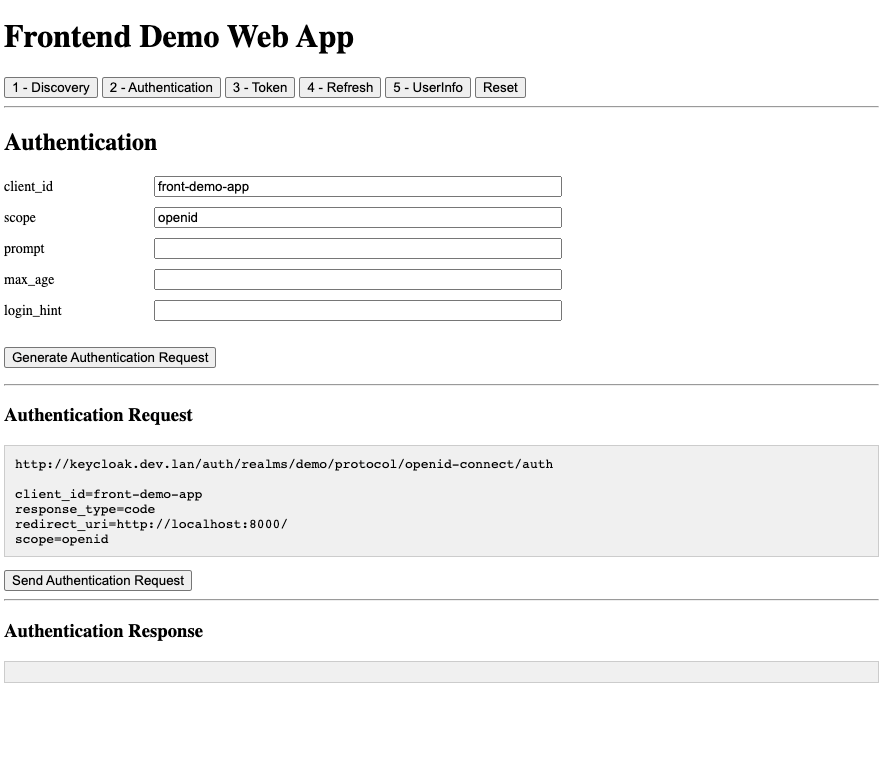 Frontend Demo Web App
1 - Discovery 2 - Authentication 3 - Token 4 - Refresh 5 - UserInfo Reset
Authentication
client_id front-demo-app
scope openid
prompt
max_age
login_hint
Generate Authentication Request
Authentication Request
http://keycloak.dev.lan/auth/realms/demo/protocol/openid-connect/auth
client_id=front-demo-app
response_type=code
redirect_uri=http://localhost:8000/
scope=openid
Send Authentication Request
Authentication Response